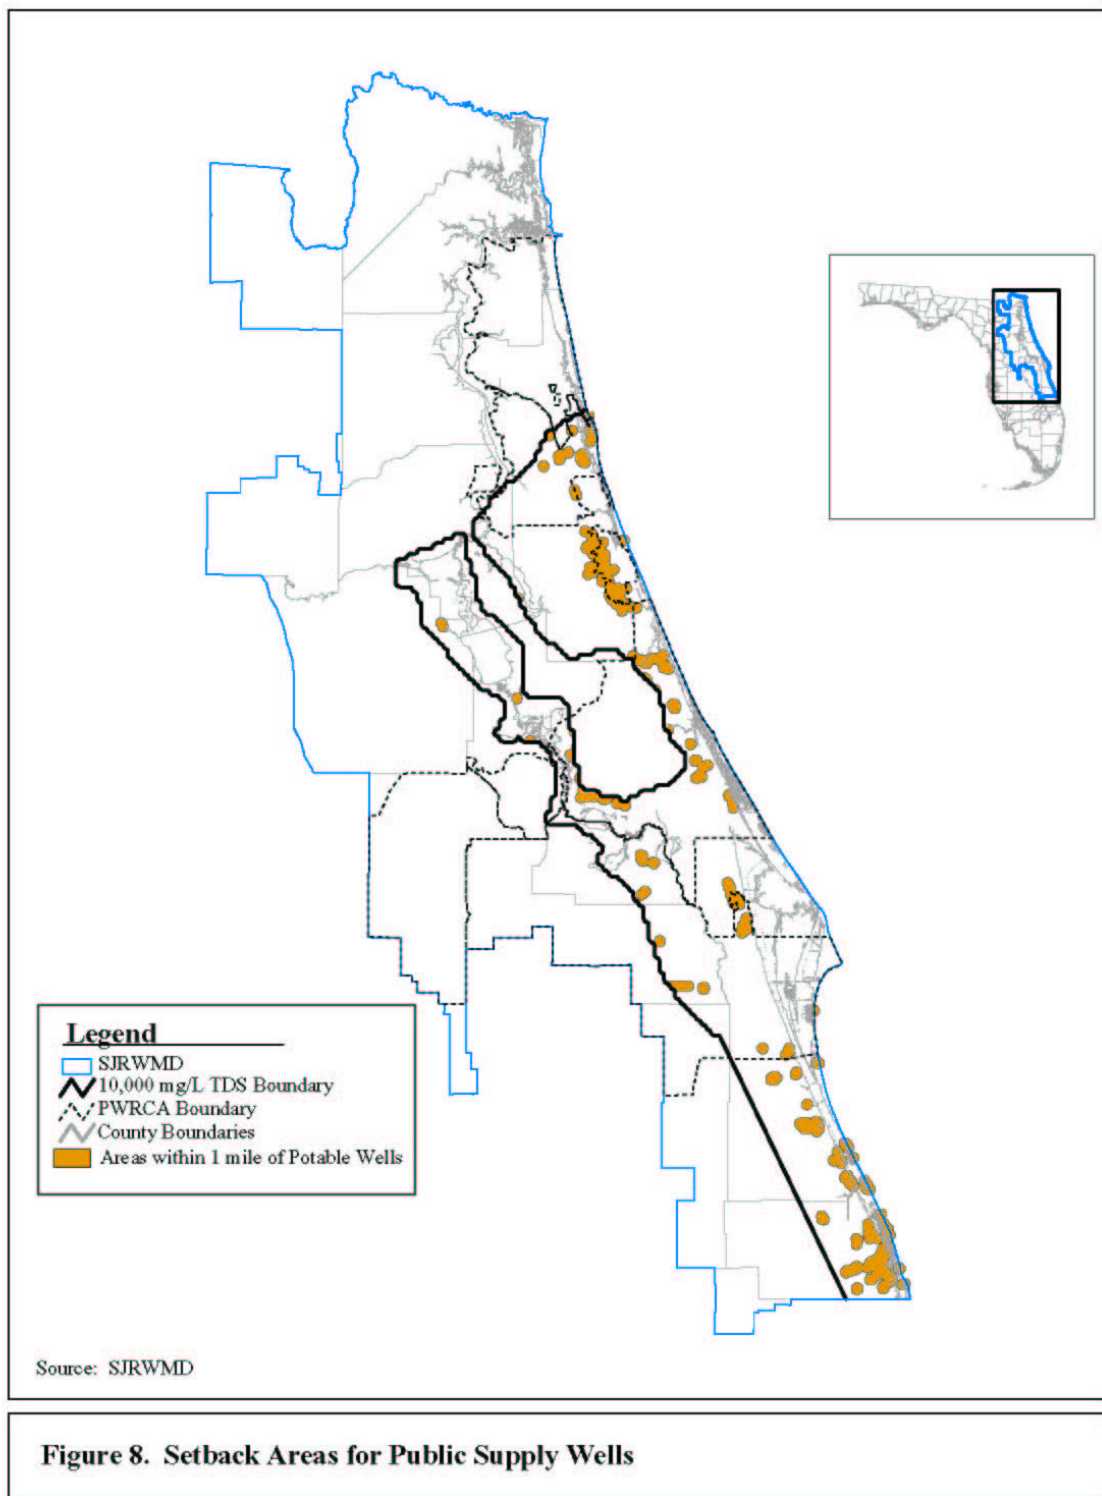 Legend
SJRWMD
10,000 mg/L TDS Boundary
PWRCA Boundary
County Boundaries
Areas within 1 mile of Potable Wells
Source: SJRWMD
Figure 8. Setback Areas for Public Supply Wells